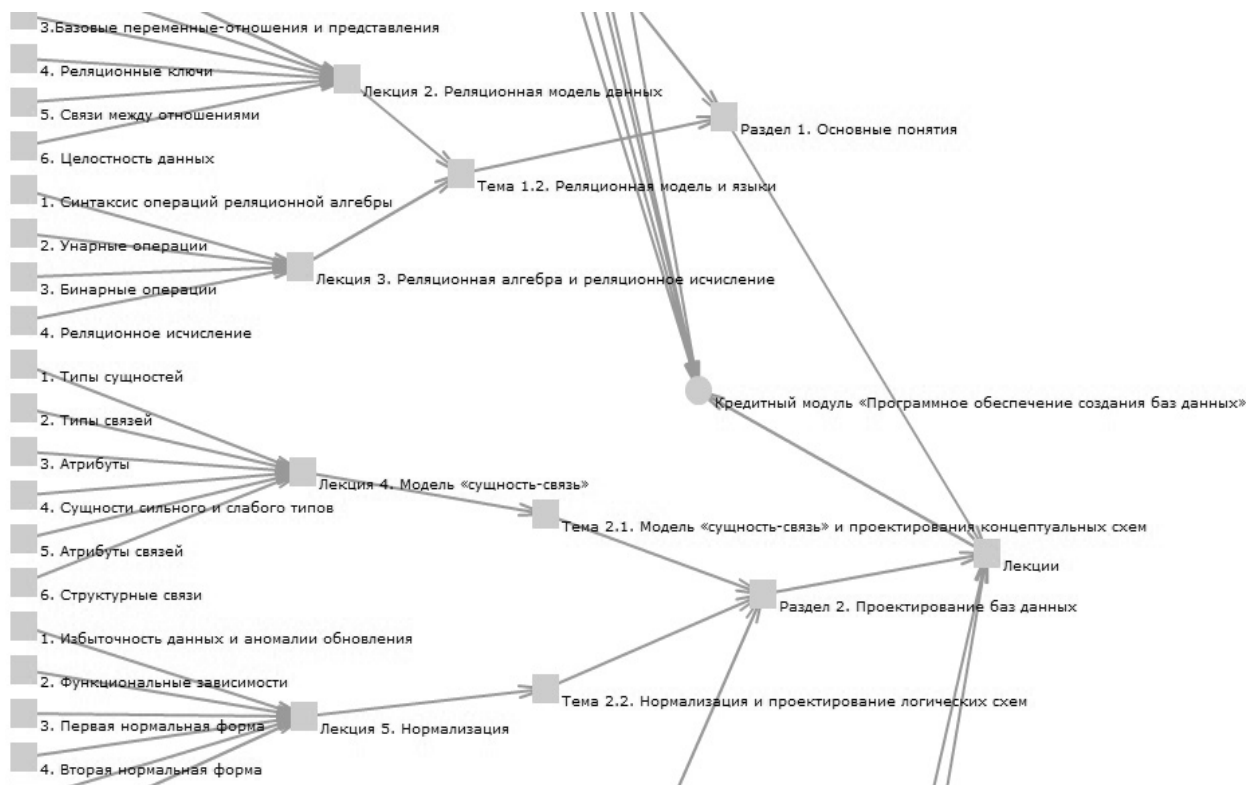 3.Базовые переменные-отношения и представления
4. Реляционные ключи
Лекция 2. Реляционная модель данных
5. Связи между отношениями
Раздел 1. Основные понятия
6. Целостность данных
Тема 1.2. Реляционная модель и языки
1. Синтаксис операций реляционной алгебры
2. Унарные операции
Лекция 3. Реляционная алгебра и реляционное исчисление
3. Бинарные операции
4. Реляционное исчисление
1. Типы сущностей
Кредитный модуль «Программное обеспечение создания баз данных»
2. Типы связей
3. Атрибуты
Лекция 4. Модель «сущность-связь»
4. Сущности сильного и слабого типов
Тема 2.1. Модель «сущность-связь» и проектирования концептуальных схем
5. Атрибуты связей
Лекции
6. Структурные связи
Раздел 2. Проектирование баз данных
1. Избыточность данных и аномалии обновления
2. Функциональные зависимости
Тема 2.2. Нормализация и проектирование логических схем
3. Первая нормальная форма
Лекция 5. Нормализация
4. Вторая нормальная форма